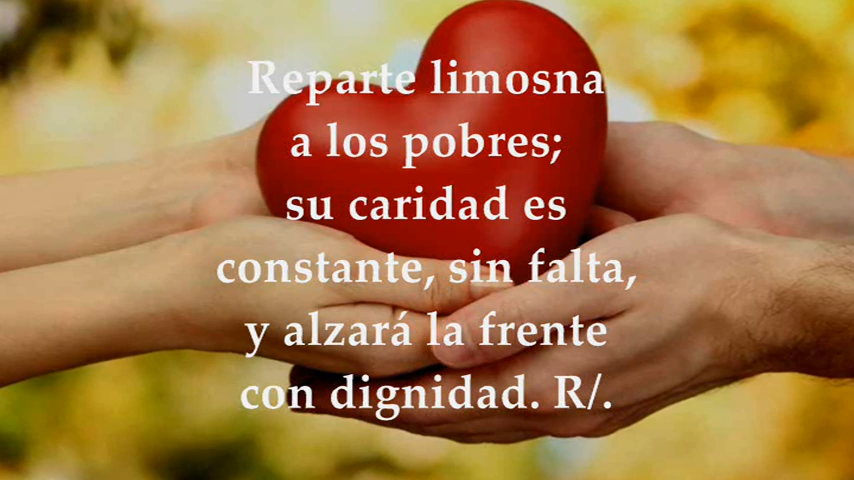 Reparte limosna
a los pobres;
su caridad es
constante, sin falta,
y alzará la frente
con dignidad. R/.